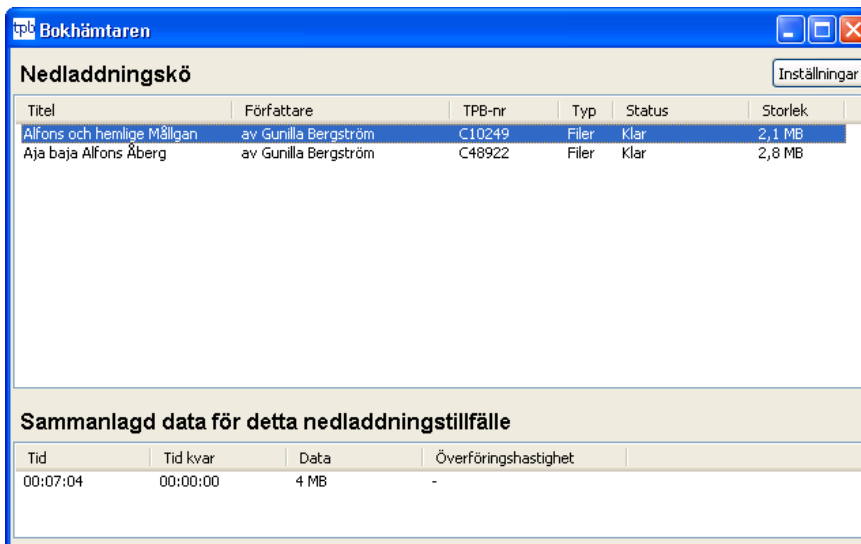 tpb Bokhämtaren
Nedladdningskö
Inställningar
Titel Författare TPB-nr Typ Status Storlek
Alfons och hemlige Mållgan av Gunilla Bergström C10249 Filer Klar 2,1 MB
Aja baja Alfons Åberg av Gunilla Bergström C48922 Filer Klar 2,8 MB
Sammanlagd data för detta nedladdningstillfälle
Tid Tid kvar Data Överföringshastighet
00:07:04 00:00:00 4 MB -